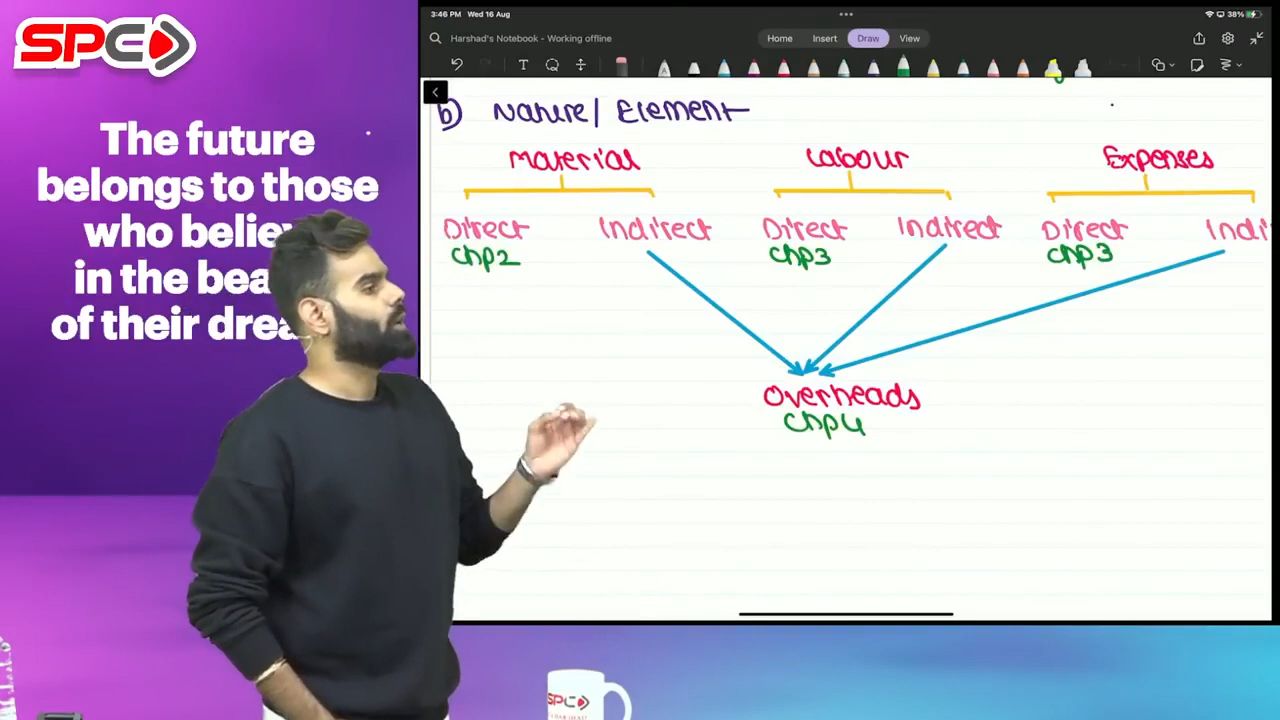 SPC
The future
belongs to those
who believ
in the bea
of their drea
3:46 PM Wed 16 Aug
38%
Harshad's Notebook - Working offline
Home Insert Draw View
b) Nature/ Element
Material Labour Expenses
Direct Indirect Direct Indirect Direct Indi
Chp2 Chp3 Chp3
Overheads
Chp4
SPC